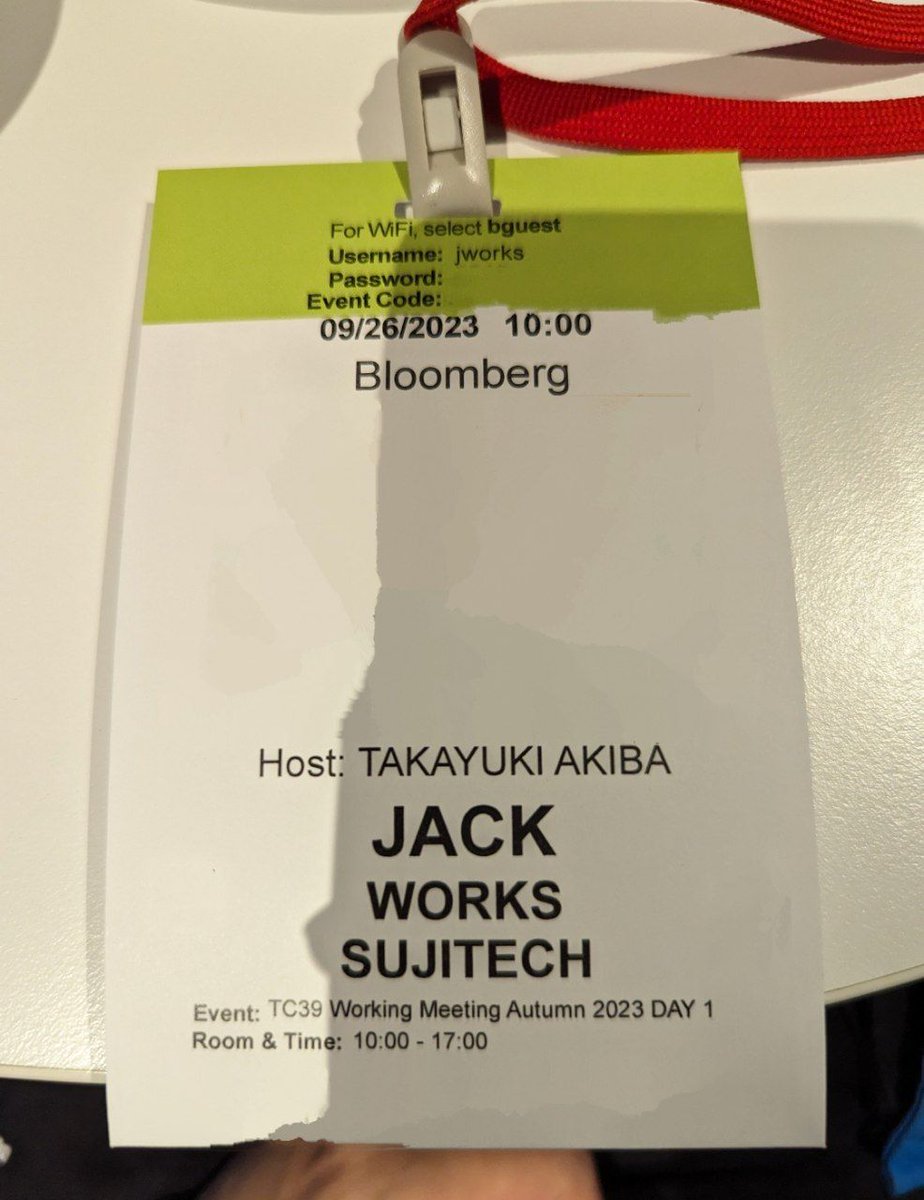 For WiFi, select bguest
Username: jworks
Password:
Event Code:
09/26/2023 10:00
Bloomberg
Host: TAKAYUKI AKIBA
JACK
WORKS
SUJITECH
Event: TC39 Working Meeting Autumn 2023 DAY 1
Room & Time: 10:00 - 17:00